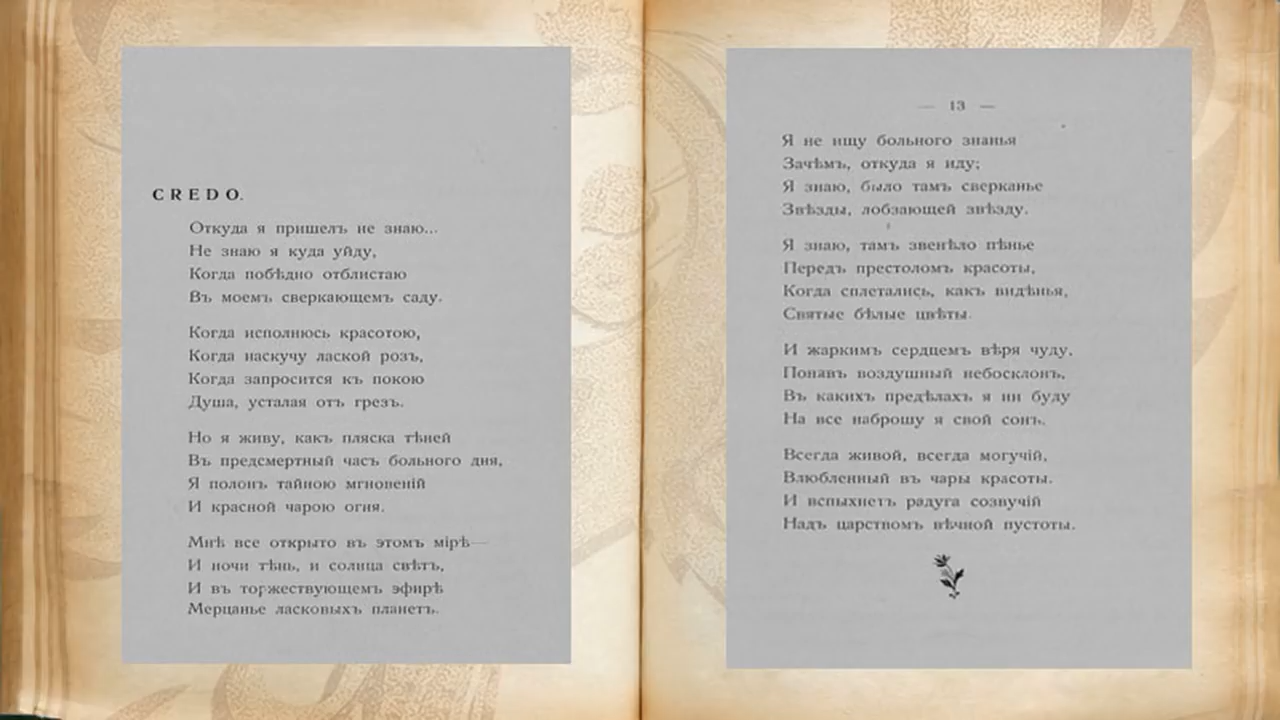 CREDO.
Откуда я пришелъ не знаю...
Не знаю я куда уйду,
Когда побѣдно отблистаю
Въ моемъ сверкающемъ саду.
Когда исполнюсь красотою,
Когда наскучу лаской розъ,
Когда запросится къ покою
Душа, усталая отъ грезъ.
Но я живу, какъ пляска тѣней
Въ предсмертный часъ больного дня,
Я полонъ тайною мгновеній
И красной чарою огня.
Мнѣ все открыто въ этомъ мірѣ—
И ночи тѣнь, и солнца свѣтъ,
И въ торжествующемъ эфирѣ
Мерцанье ласковыхъ планетъ.
— 13 —
Я не ищу больного знанья
Зачѣмъ, откуда я иду;
Я знаю, было тамъ сверканье
Звѣзды, лобзающей звѣзду.
Я знаю, тамъ звенѣло пѣнье
Передъ престоломъ красоты,
Когда сплетались, какъ видѣнья,
Святые бѣлые цвѣты.
И жаркимъ сердцемъ вѣря чуду,
Понявъ воздушный небосклонъ,
Въ какихъ предѣлахъ я ни буду
На все наброшу я свой сонъ.
Всегда живой, всегда могучій,
Влюбленный въ чары красоты.
И вспыхнетъ радуга созвучій
Надъ царствомъ вѣчной пустоты.